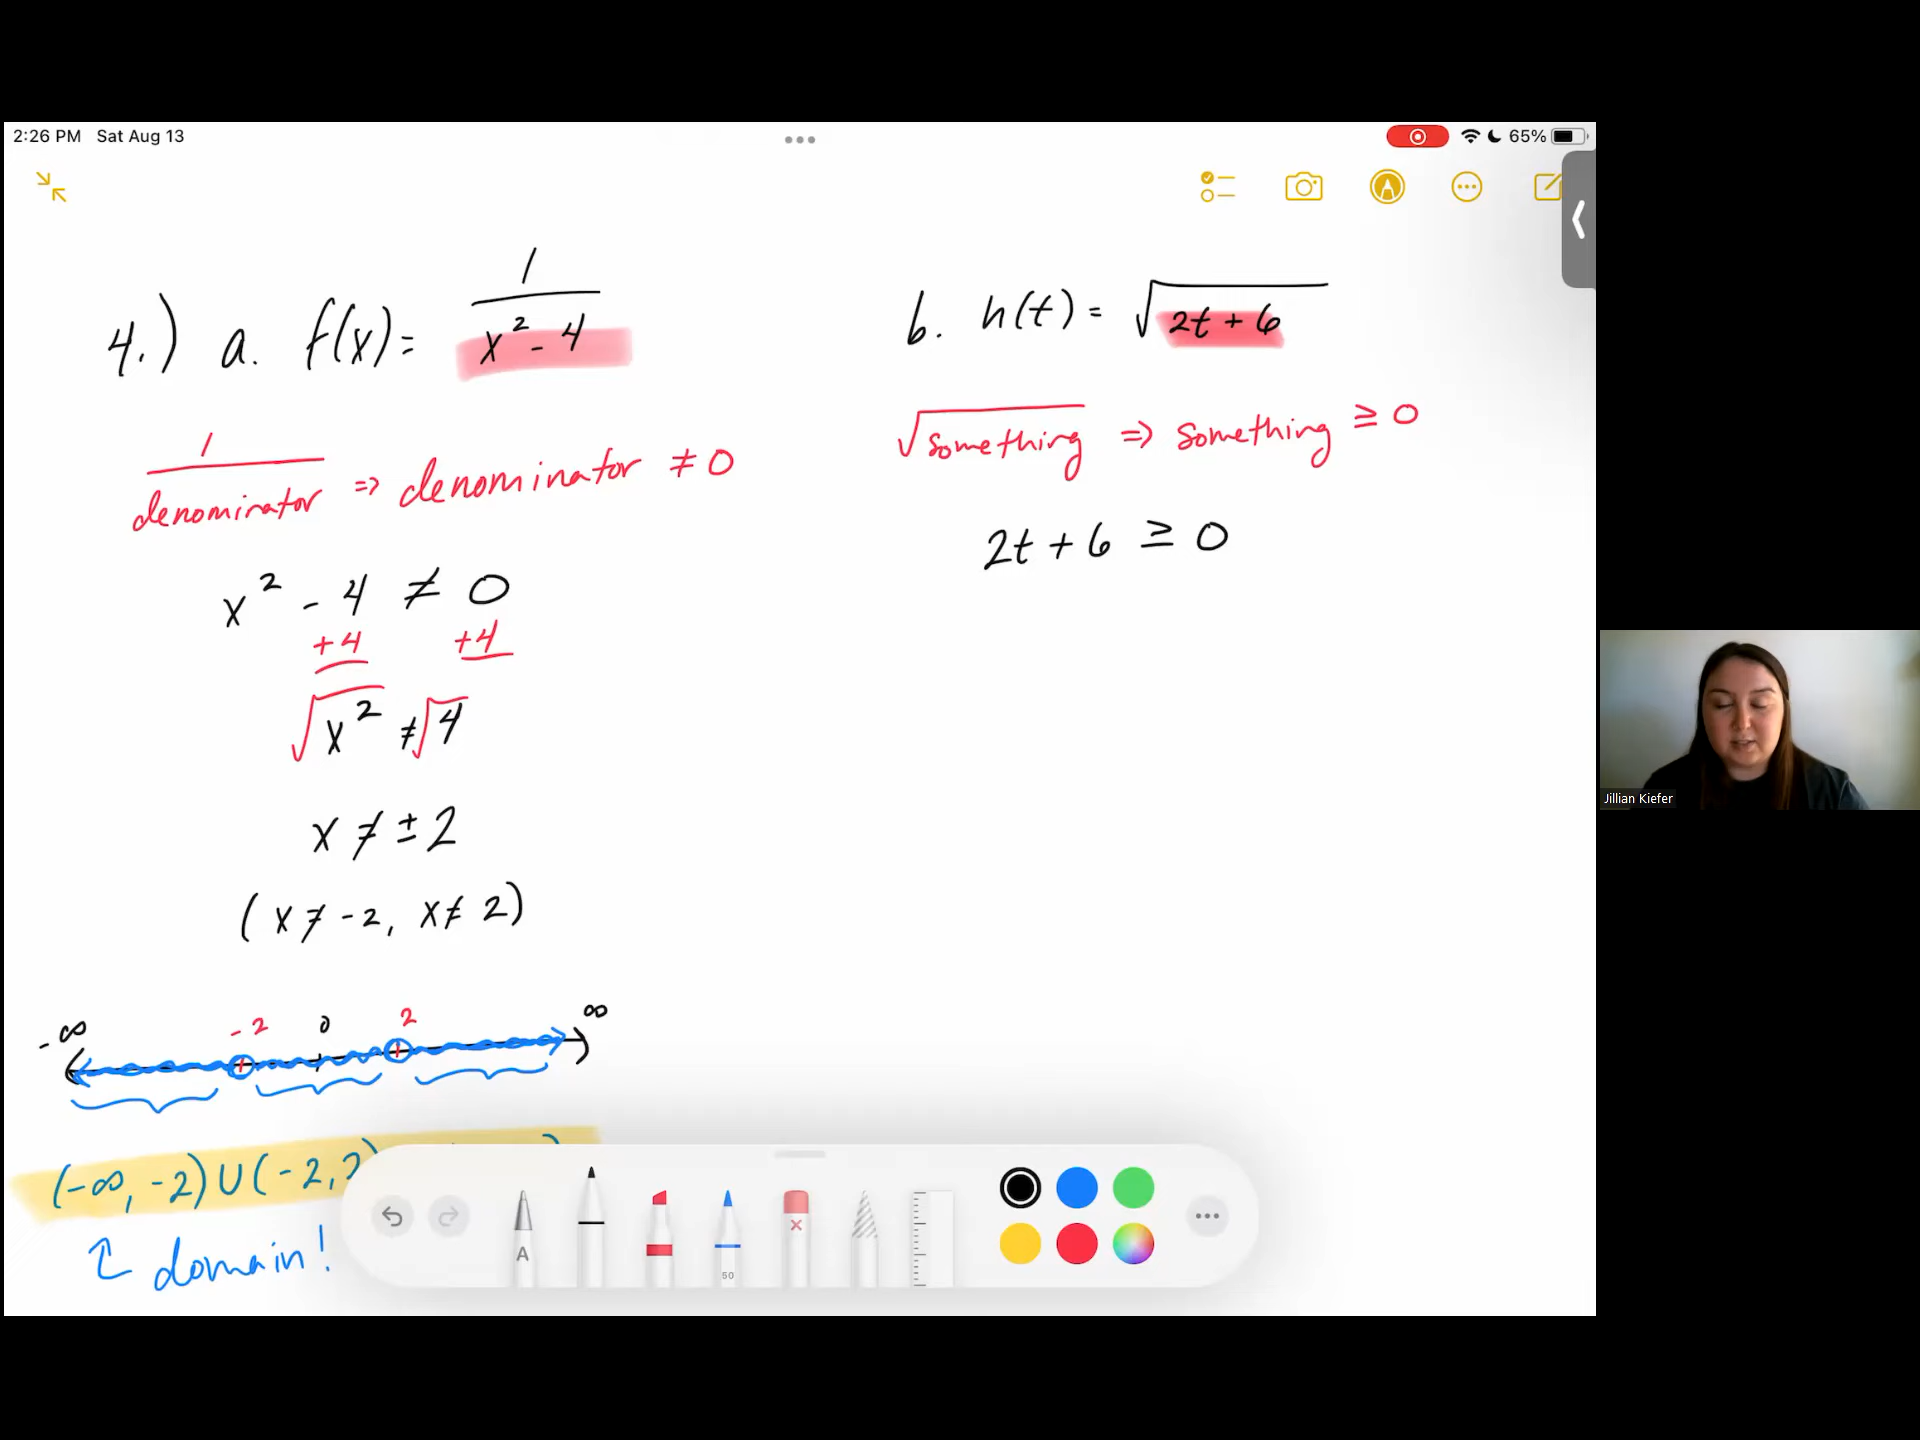 2:26 PM Sat Aug 13
65%
4.) a. f(x) = 1 / x² - 4
1 / denominator ⇒ denominator ≠ 0
x² - 4 ≠ 0
+4 +4
√x² ≠ √4
x ≠ ± 2
(x ≠ -2, x ≠ 2)
-∞ -2 0 2 ∞
(-∞, -2) ∪ (-2, 2)
domain!
b. h(t) = √2t + 6
√something ⇒ something ≥ 0
2t + 6 ≥ 0
A
50
Jillian Kiefer